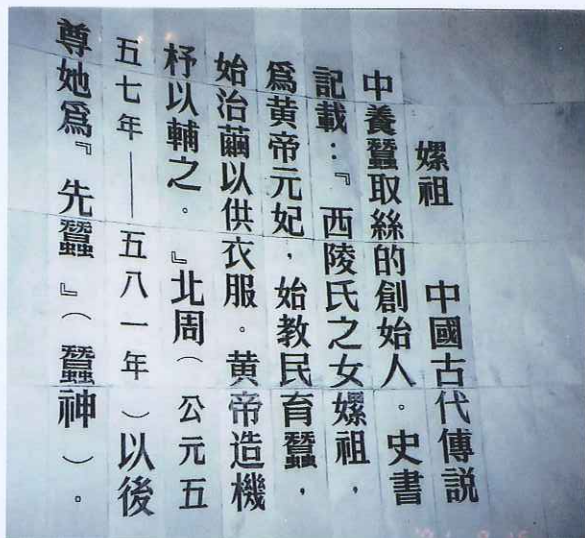 嫘祖　　中國古代傳説
中養蠶取絲的創始人。史書
記載：『西陵氏之女嫘祖，
爲黄帝元妃，始教民育蠶，
始治繭以供衣服。黄帝造機
杼以輔之。』北周（公元五
五七年——五八一年）以後
尊她爲『先蠶』（蠶神）。